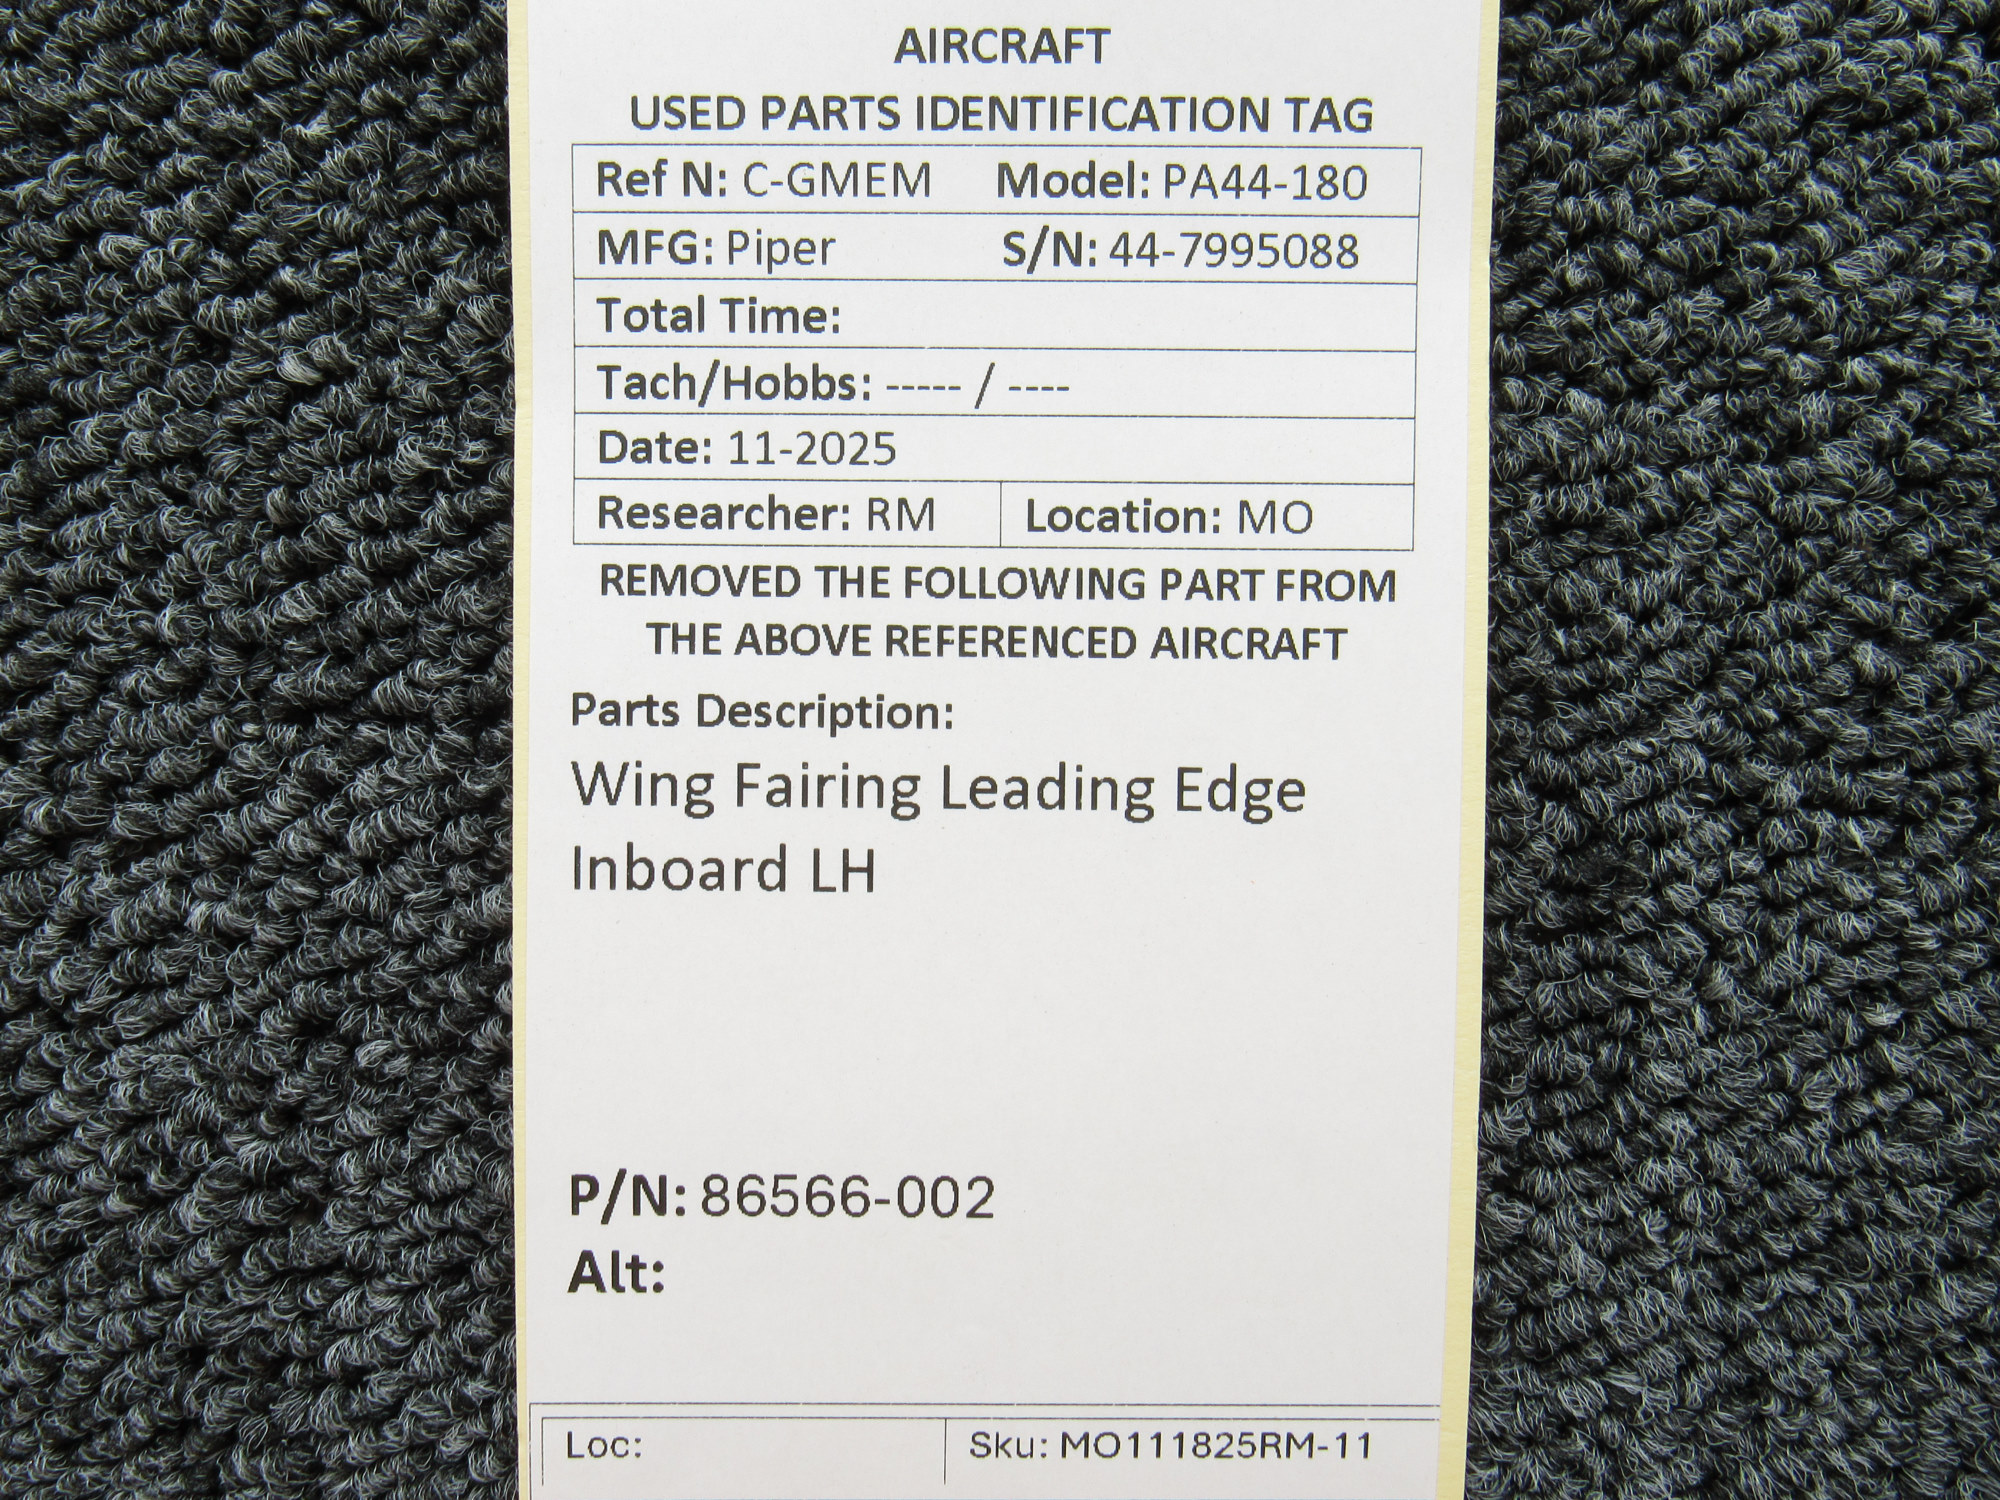 AIRCRAFT
USED PARTS IDENTIFICATION TAG
Ref N: C-GMEM Model: PA44-180
MFG: Piper S/N: 44-7995088
Total Time:
Tach/Hobbs: ----- / ----
Date: 11-2025
Researcher: RM Location: MO
REMOVED THE FOLLOWING PART FROM
THE ABOVE REFERENCED AIRCRAFT
Parts Description:
Wing Fairing Leading Edge
Inboard LH
P/N: 86566-002
Alt:
Loc: Sku: MO111825RM-11